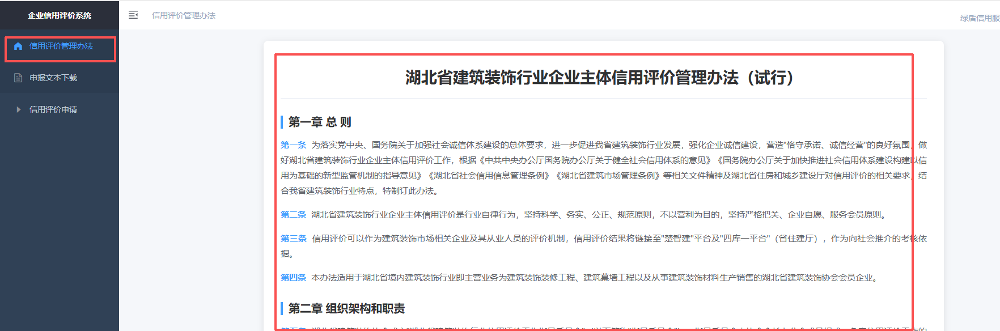 企业信用评价系统
信用评价管理办法
绿盾信用服
信用评价管理办法
申报文本下载
信用评价申请
湖北省建筑装饰行业企业主体信用评价管理办法（试行）
第一章 总 则
第一条 为落实党中央、国务院关于加强社会诚信体系建设的总体要求，进一步促进我省建筑装饰行业发展，强化企业诚信建设，营造"恪守承诺、诚信经营"的良好氛围，做
好湖北省建筑装饰行业企业主体信用评价工作，根据《中共中央办公厅国务院办公厅关于健全社会信用体系的意见》《国务院办公厅关于加快推进社会信用体系建设构建以信
用为基础的新型监管机制的指导意见》《湖北省社会信用信息管理条例》《湖北省建筑市场管理条例》等相关文件精神及湖北省住房和城乡建设厅对信用评价的相关要求，结
合我省建筑装饰行业特点，特制订此办法。
第二条 湖北省建筑装饰行业企业主体信用评价是行业自律行为，坚持科学、务实、公正、规范原则，不以营利为目的，坚持严格把关、企业自愿、服务会员原则。
第三条 信用评价可以作为建筑装饰市场相关企业及其从业人员的评价机制，信用评价结果将链接至"楚智建"平台及"四库一平台"（省住建厅），作为向社会推介的考核依
据。
第四条 本办法适用于湖北省境内建筑装饰行业即主营业务为建筑装饰装修工程、建筑幕墙工程以及从事建筑装饰材料生产销售的湖北省建筑装饰协会会员企业。
第二章 组织架构和职责